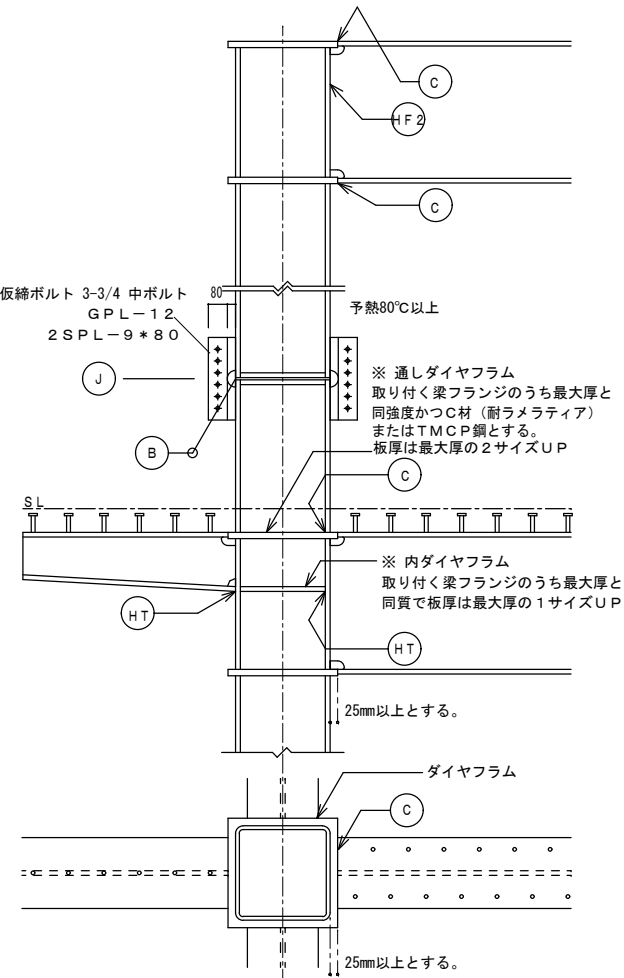 C
HF2
C
仮締ボルト 3-3/4 中ボルト
GPL-12
2SPL-9*80
80
予熱80℃以上
J
※ 通しダイヤフラム
取り付く梁フランジのうち最大厚と
同強度かつC材（耐ラメラティア）
またはTMCP鋼とする。
板厚は最大厚の2サイズUP
B
C
SL
※ 内ダイヤフラム
取り付く梁フランジのうち最大厚と
同質で板厚は最大厚の1サイズUP
HT
HT
25mm以上とする。
ダイヤフラム
C
25mm以上とする。